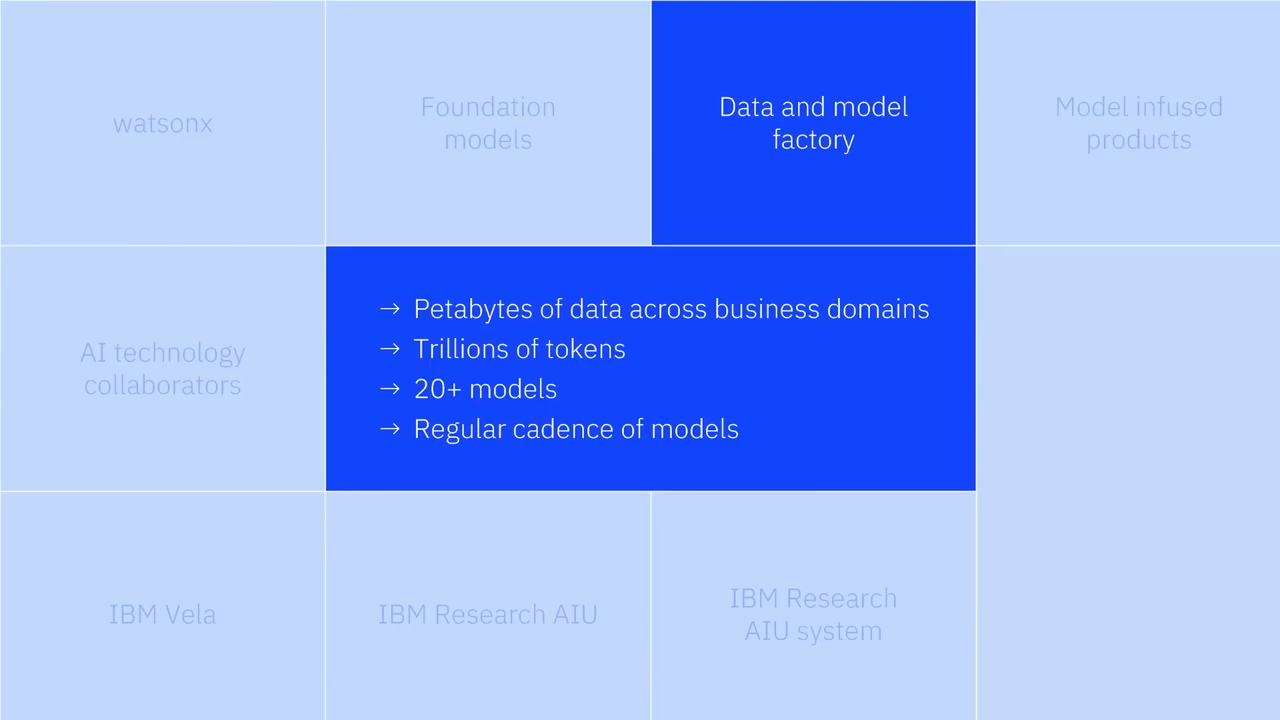 watsonx
Foundation
models
Data and model
factory
Model infused
products
AI technology
collaborators
→ Petabytes of data across business domains
→ Trillions of tokens
→ 20+ models
→ Regular cadence of models
IBM Vela
IBM Research AIU
IBM Research
AIU system